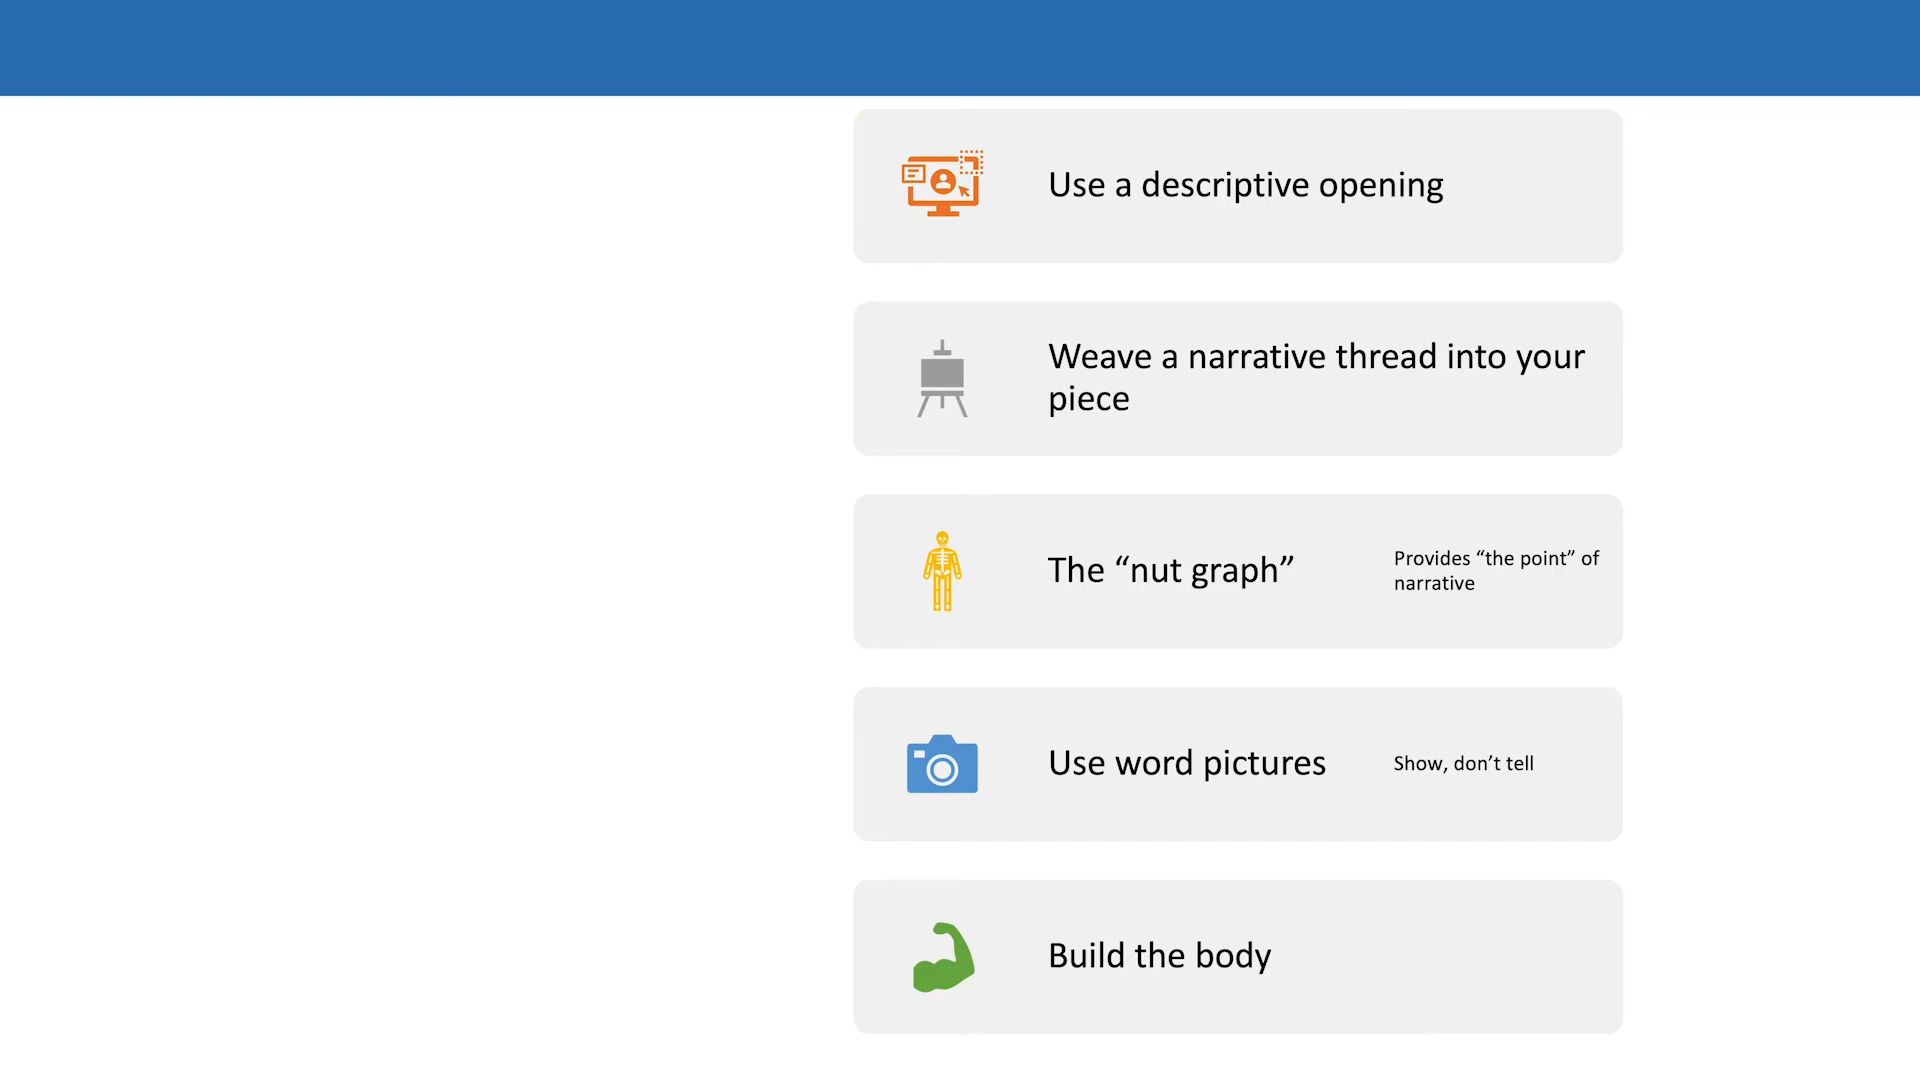 Use a descriptive opening
Weave a narrative thread into your
piece
The “nut graph”
Provides “the point” of
narrative
Use word pictures
Show, don’t tell
Build the body